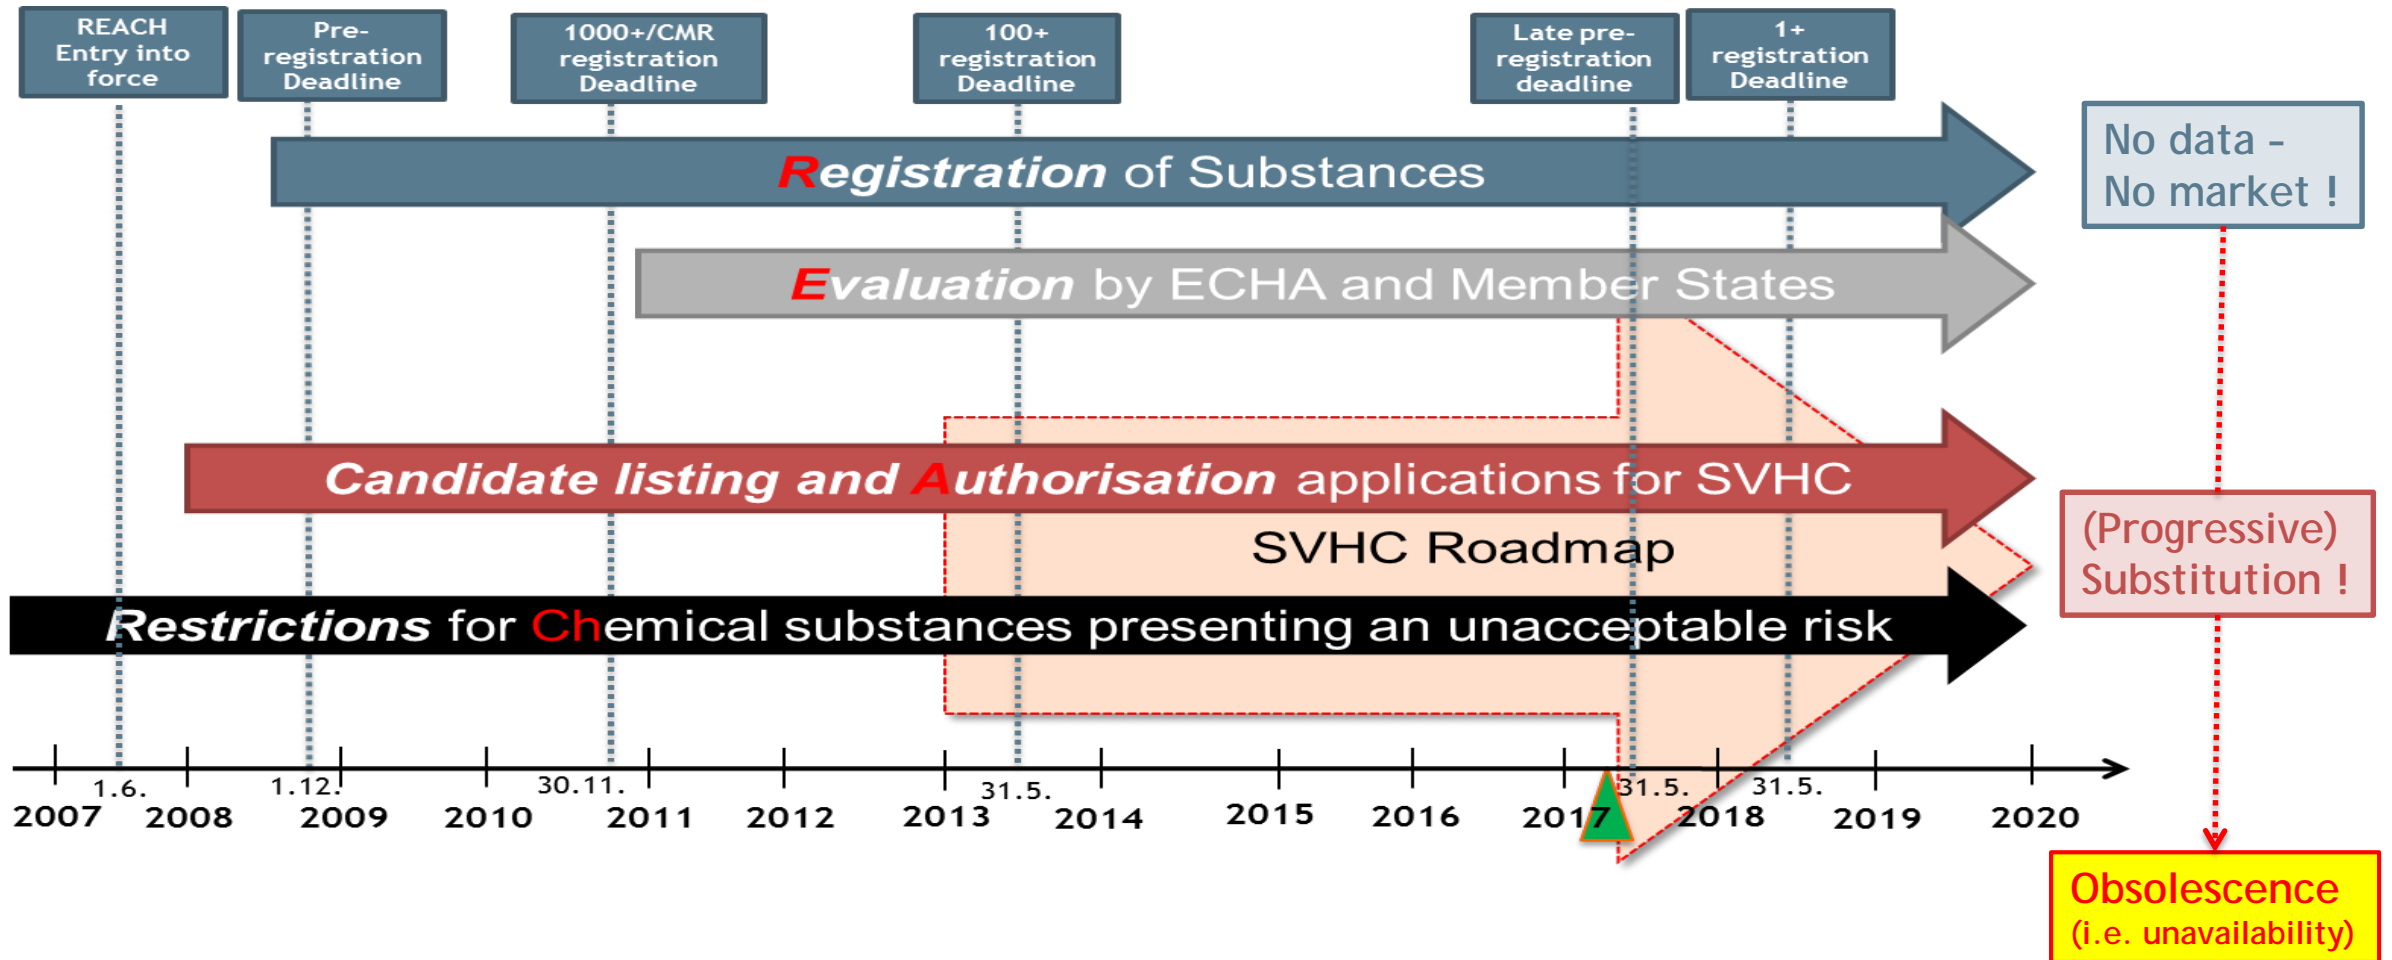 REACH
Entry into
force
Pre-
registration
Deadline
1000+/CMR
registration
Deadline
100+
registration
Deadline
Late pre-
registration
deadline
1+
registration
Deadline
Registration of Substances
No data -
No market !
Evaluation by ECHA and Member States
Candidate listing and Authorisation applications for SVHC
SVHC Roadmap
(Progressive)
Substitution !
Restrictions for Chemical substances presenting an unacceptable risk
1.6.
1.12.
30.11.
31.5.
31.5.
31.5.
2007
2008
2009
2010
2011
2012
2013
2014
2015
2016
2017
2018
2019
2020
Obsolescence
(i.e. unavailability)